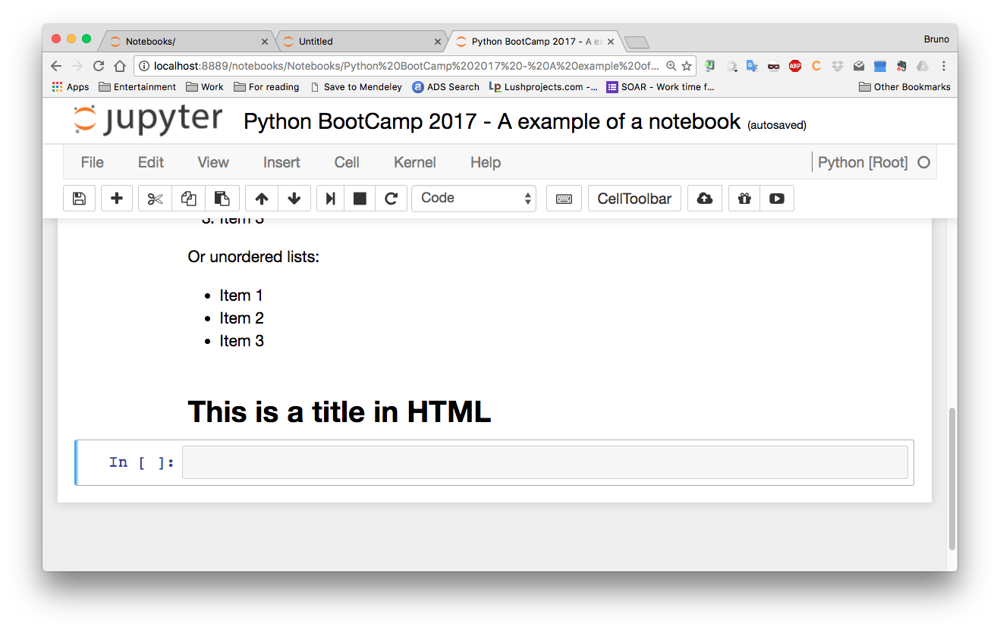 Notebooks/ Untitled Python BootCamp 2017 - A ex Bruno
localhost:8889/notebooks/Notebooks/Python%20BootCamp%202017%20-%20A%20example%20of... ABP C
Apps Entertainment Work For reading Save to Mendeley a ADS Search Lp Lushprojects.com -... SOAR - Work time f... Other Bookmarks
jupyter Python BootCamp 2017 - A example of a notebook (autosaved)
File Edit View Insert Cell Kernel Help Python [Root]
Code CellToolbar
3. Item 3
Or unordered lists:
• Item 1
• Item 2
• Item 3
This is a title in HTML
In [ ]: